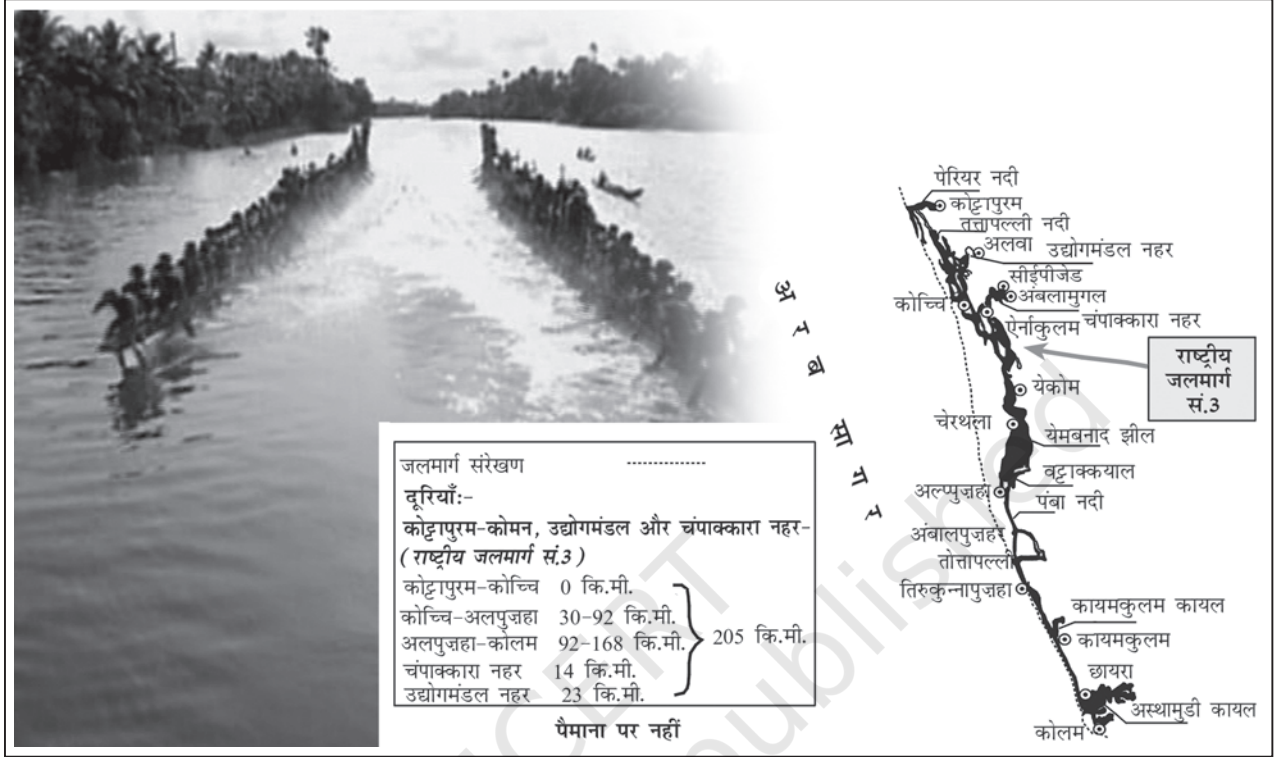 पेरियर नदी
कोट्टापुरम
तत्तापल्ली नदी
अलवा
उद्योगमंडल नहर
सीईपीजेड
अंबलामुगल
कोच्चि
ऐर्नाकुलम
चंपाक्कारा नहर
राष्ट्रीय
जलमार्ग
सं.3
येकोम
चेरथला
येमबनाद झील
वट्टाक्कयाल
अल्प्पुज़हा
पंबा नदी
अंबालपुज़हर
तोत्तापल्ली
तिरुकुन्नापुज़हा
कायमकुलम कायल
कायमकुलम
छायरा
अस्थामुडी कायल
कोलम
अरब सागर
जलमार्ग संरेखण
दूरियाँ:-
कोट्टापुरम-कोमन, उद्योगमंडल और चंपाक्कारा नहर-
(राष्ट्रीय जलमार्ग सं.3)
कोट्टापुरम-कोच्चि 0 कि.मी.
कोच्चि-अलपुज़हा 30-92 कि.मी.
अलपुज़हा-कोलम 92-168 कि.मी.
205 कि.मी.
चंपाक्कारा नहर 14 कि.मी.
उद्योगमंडल नहर 23 कि.मी.
पैमाना पर नहीं